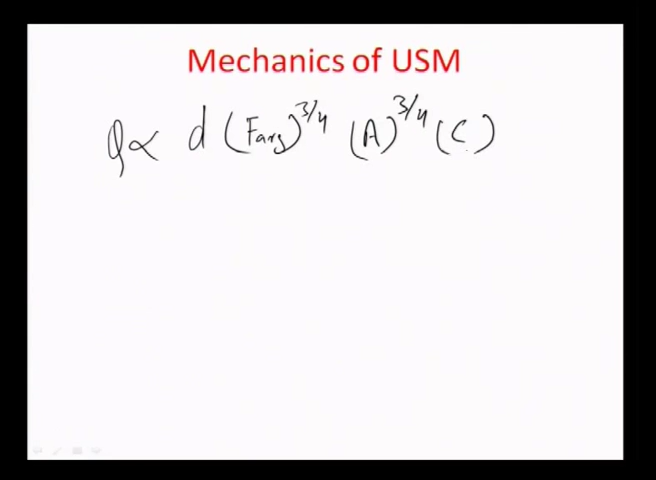 Mechanics of USM
Q ∝ d (Favg)^3/4 (A)^3/4 (C)